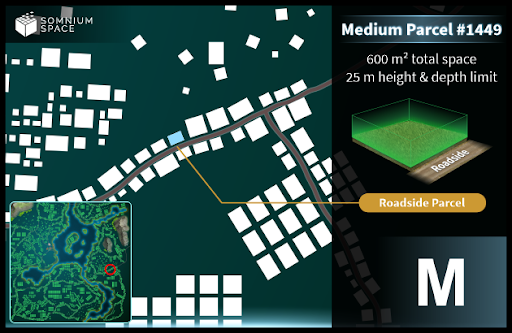 SOMNIUM
SPACE
Medium Parcel #1449
600 m² total space
25 m height & depth limit
Roadside
Roadside Parcel
M